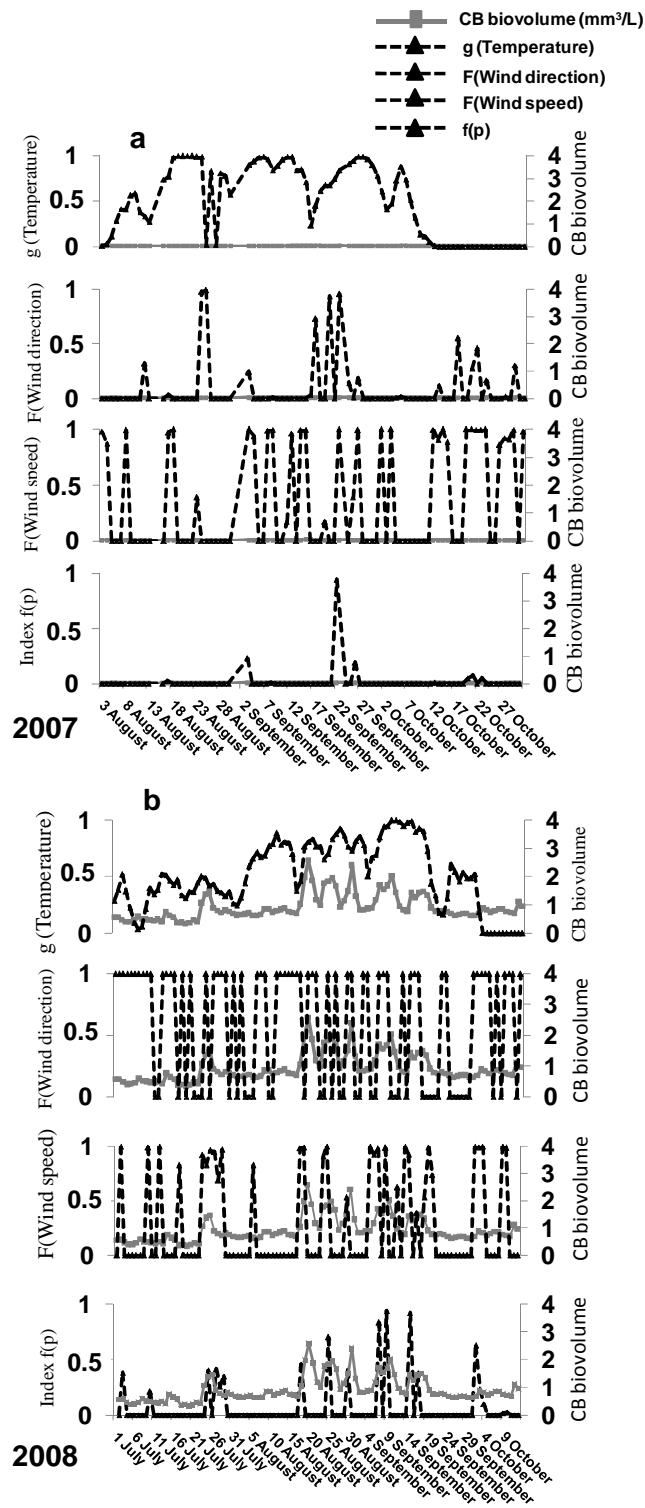 CB biovolume (mm³/L)
g (Temperature)
F(Wind direction)
F(Wind speed)
f(p)
a
g (Temperature)
1
0.5
0
4
3
2
1
0
CB biovolume
F(Wind direction)
1
0.5
0
4
3
2
1
0
CB biovolume
F(Wind speed)
1
0.5
0
4
3
2
1
0
CB biovolume
Index f(p)
1
0.5
0
4
3
2
1
0
CB biovolume
3 August
8 August
13 August
18 August
23 August
28 August
2 September
7 September
12 September
17 September
22 September
27 September
2 October
7 October
12 October
17 October
22 October
27 October
2007
b
g (Temperature)
1
0.5
0
4
3
2
1
0
CB biovolume
F(Wind direction)
1
0.5
0
4
3
2
1
0
CB biovolume
F(Wind speed)
1
0.5
0
4
3
2
1
0
CB biovolume
Index f(p)
1
0.5
0
4
3
2
1
0
CB biovolume
1 July
6 July
11 July
16 July
21 July
26 July
31 July
5 August
10 August
15 August
20 August
25 August
30 August
4 September
9 September
14 September
19 September
24 September
29 September
4 October
9 October
2008